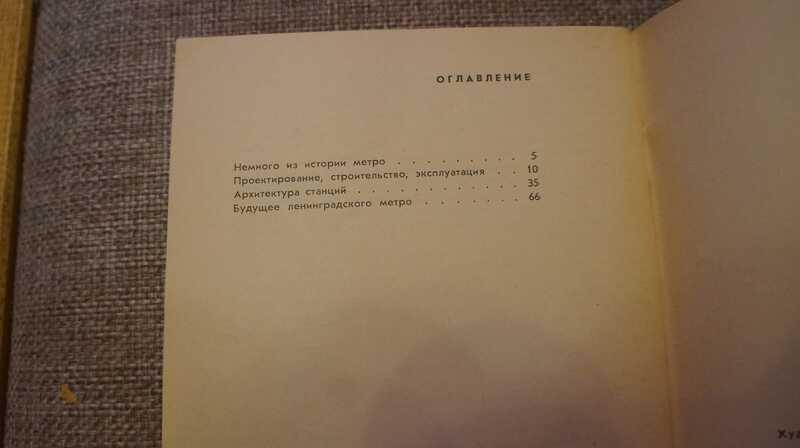 ОГЛАВЛЕНИЕ
Немного из истории метро . . . . . . . . . 5
Проектирование, строительство, эксплуатация . . 10
Архитектура станций . . . . . . . . . . . . 35
Будущее ленинградского метро . . . . . . . 66